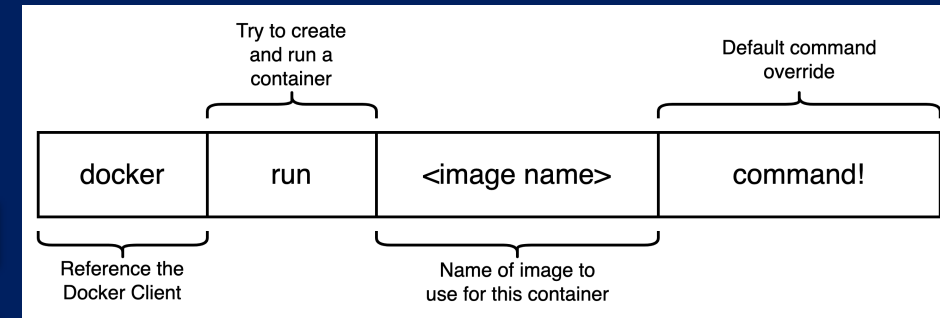 Try to create
and run a
container
Default command
override
docker
run
<image name>
command!
Reference the
Docker Client
Name of image to
use for this container